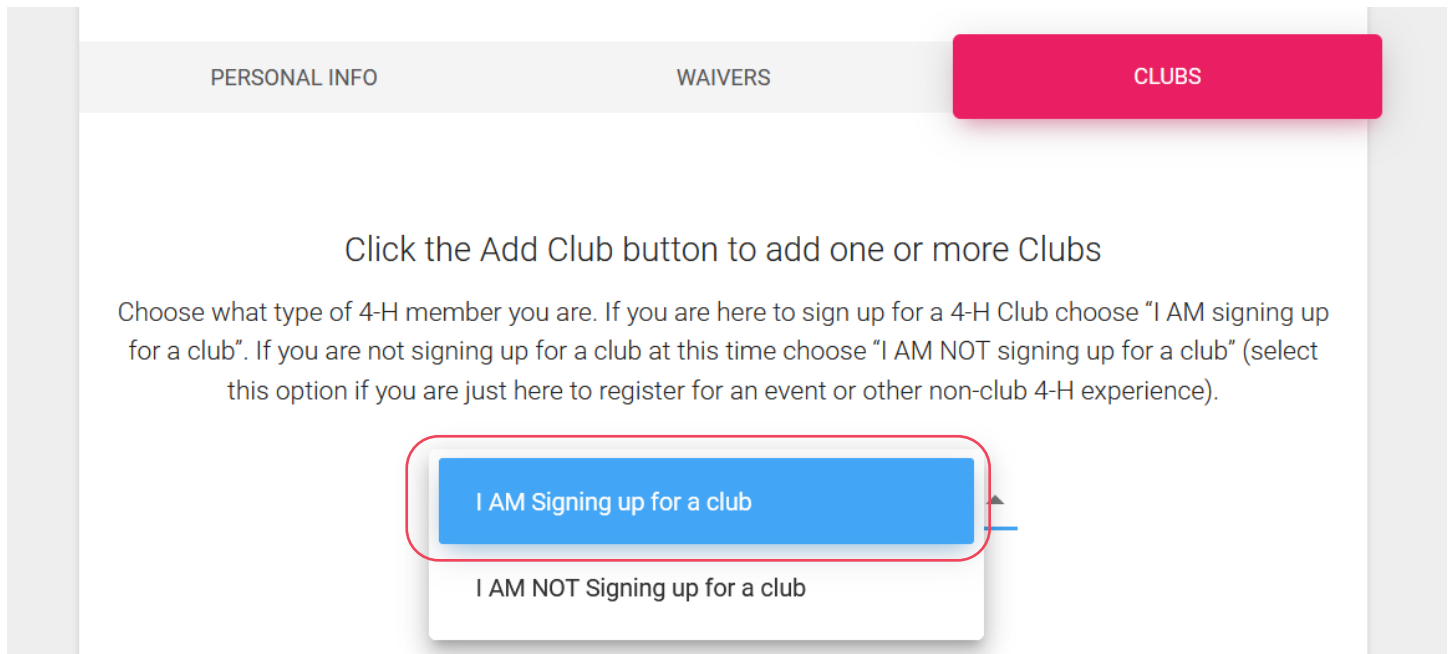 PERSONAL INFO
WAIVERS
CLUBS
Click the Add Club button to add one or more Clubs
Choose what type of 4-H member you are. If you are here to sign up for a 4-H Club choose “I AM signing up
for a club”. If you are not signing up for a club at this time choose “I AM NOT signing up for a club” (select
this option if you are just here to register for an event or other non-club 4-H experience).
I AM Signing up for a club
I AM NOT Signing up for a club